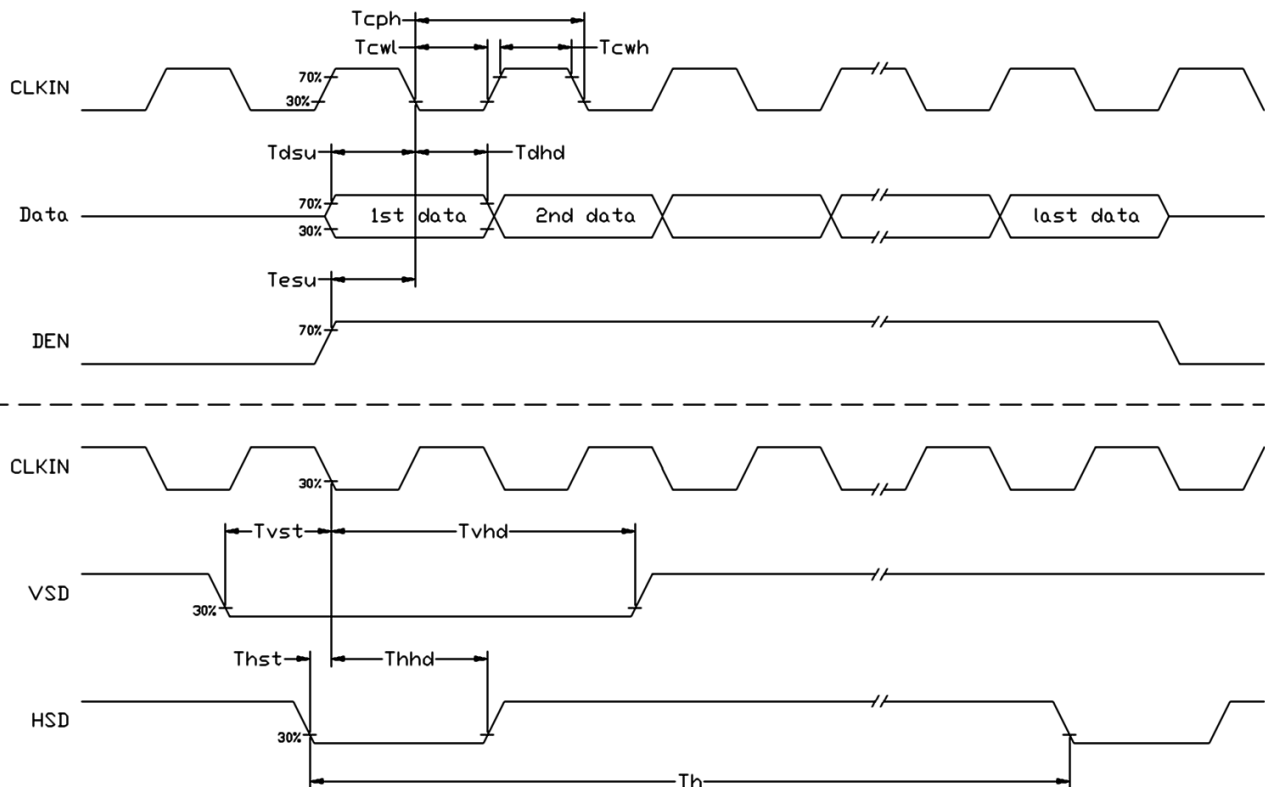 Tcph
Tcwl Tcwh
CLKIN 70%
30%
Tdsu Tdhd
Data 70% 1st data 2nd data last data
30%
Tesu
DEN 70%
CLKIN 30%
Tvst Tvhd
VSD 30%
Thst Thhd
HSD 30%
Th